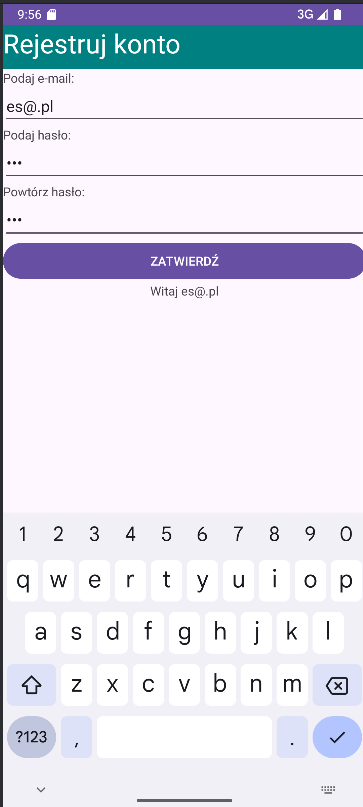 9:56 3G
Rejestruj konto
Podaj e-mail:
es@.pl
Podaj hasło:
•••
Powtórz hasło:
•••
ZATWIERDŹ
Witaj es@.pl
1 2 3 4 5 6 7 8 9 0
q w e r t y u i o p
a s d f g h j k l
z x c v b n m
?123 , .